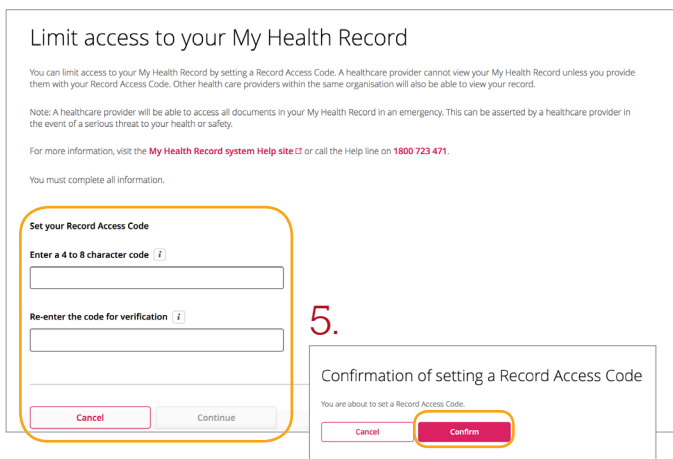 Limit access to your My Health Record
You can limit access to your My Health Record by setting a Record Access Code. A healthcare provider cannot view your My Health Record unless you provide
them with your Record Access Code. Other health care providers within the same organisation will also be able to view your record.
Note: A healthcare provider will be able to access all documents in your My Health Record in an emergency. This can be asserted by a healthcare provider in
the event of a serious threat to your health or safety.
For more information, visit the My Health Record system Help site or call the Help line on 1800 723 471.
You must complete all information.
Set your Record Access Code
Enter a 4 to 8 character code i
Re-enter the code for verification i
Cancel Continue
5.
Confirmation of setting a Record Access Code
You are about to set a Record Access Code.
Cancel Confirm